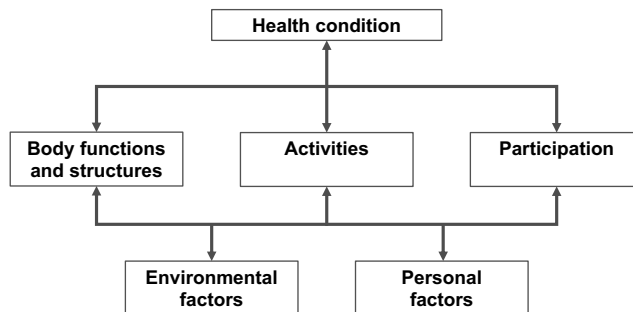 Health condition
Body functions
and structures
Activities
Participation
Environmental
factors
Personal
factors